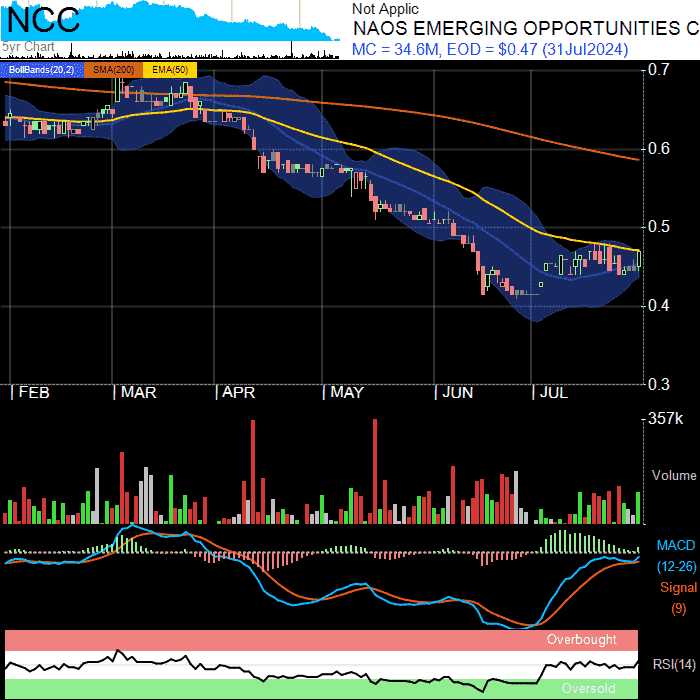 NCC
Not Applic
NAOS EMERGING OPPORTUNITIES C
5yr Chart
MC = 34.6M, EOD = $0.47 (31Jul2024)
BollBands(20,2) SMA(200) EMA(50)
0.7
0.6
0.5
0.4
0.3
FEB MAR APR MAY JUN JUL
357k
Volume
MACD
(12-26)
Signal
(9)
Overbought
RSI(14)
Oversold